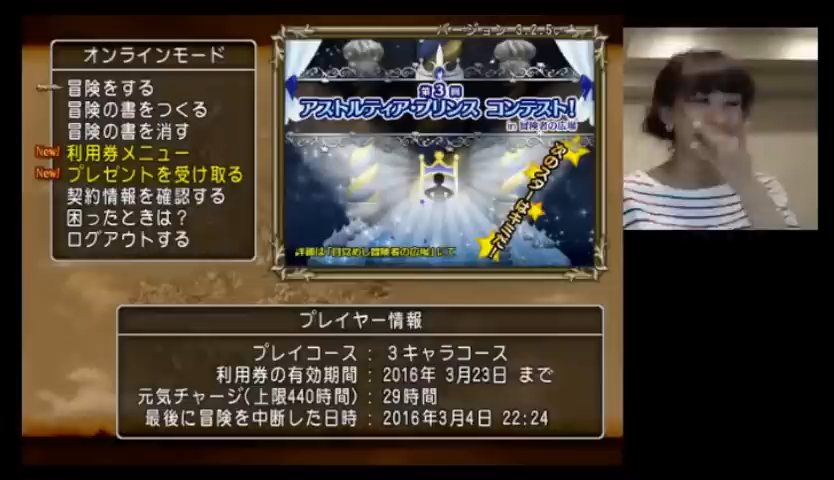 バージョン 3.2.5
オンラインモード
冒険をする
冒険の書をつくる
冒険の書を消す
New! 利用券メニュー
New! プレゼントを受け取る
契約情報を確認する
困ったときは？
ログアウトする
第3回
アストルティア・プリンス コンテスト!
in 冒険者の広場
次のスターはキミだ!
詳細は「目覚めし冒険者の広場」にて
プレイヤー情報
プレイコース : 3キャラコース
利用券の有効期間 : 2016年 3月23日 まで
元気チャージ(上限440時間) : 29時間
最後に冒険を中断した日時 : 2016年3月4日 22:24